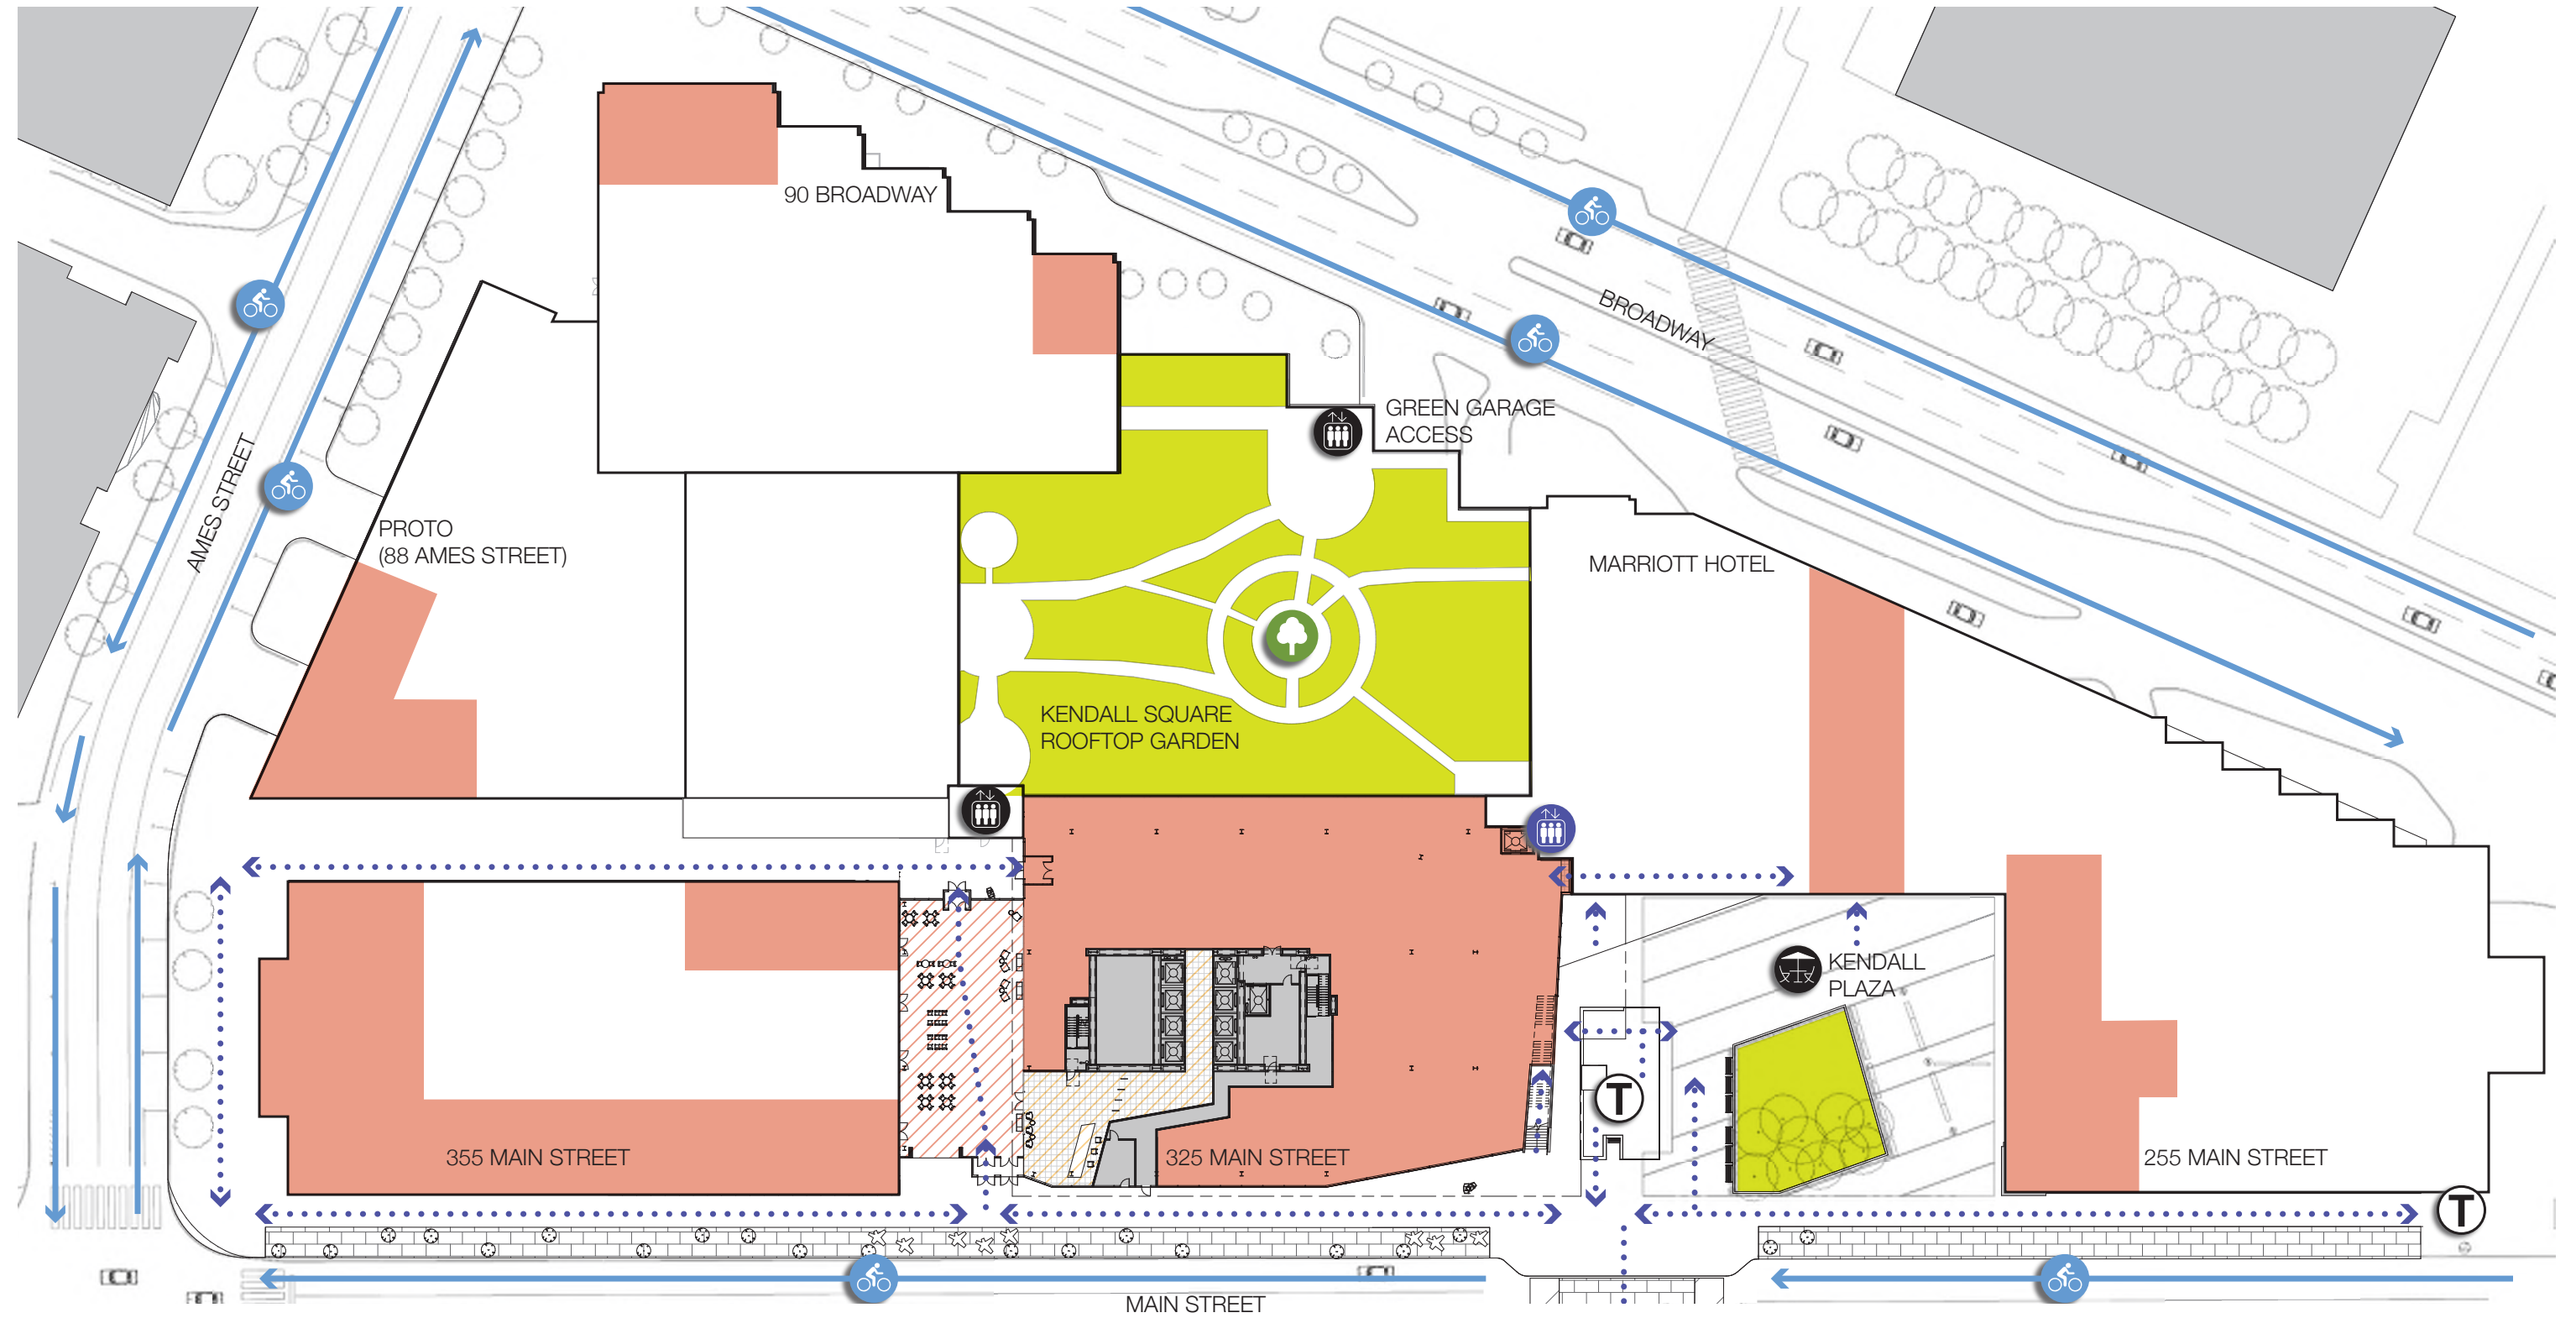 90 BROADWAY
BROADWAY
GREEN GARAGE
ACCESS
AMES STREET
PROTO
(88 AMES STREET)
MARRIOTT HOTEL
KENDALL SQUARE
ROOFTOP GARDEN
KENDALL
PLAZA
T
355 MAIN STREET
325 MAIN STREET
255 MAIN STREET
T
MAIN STREET